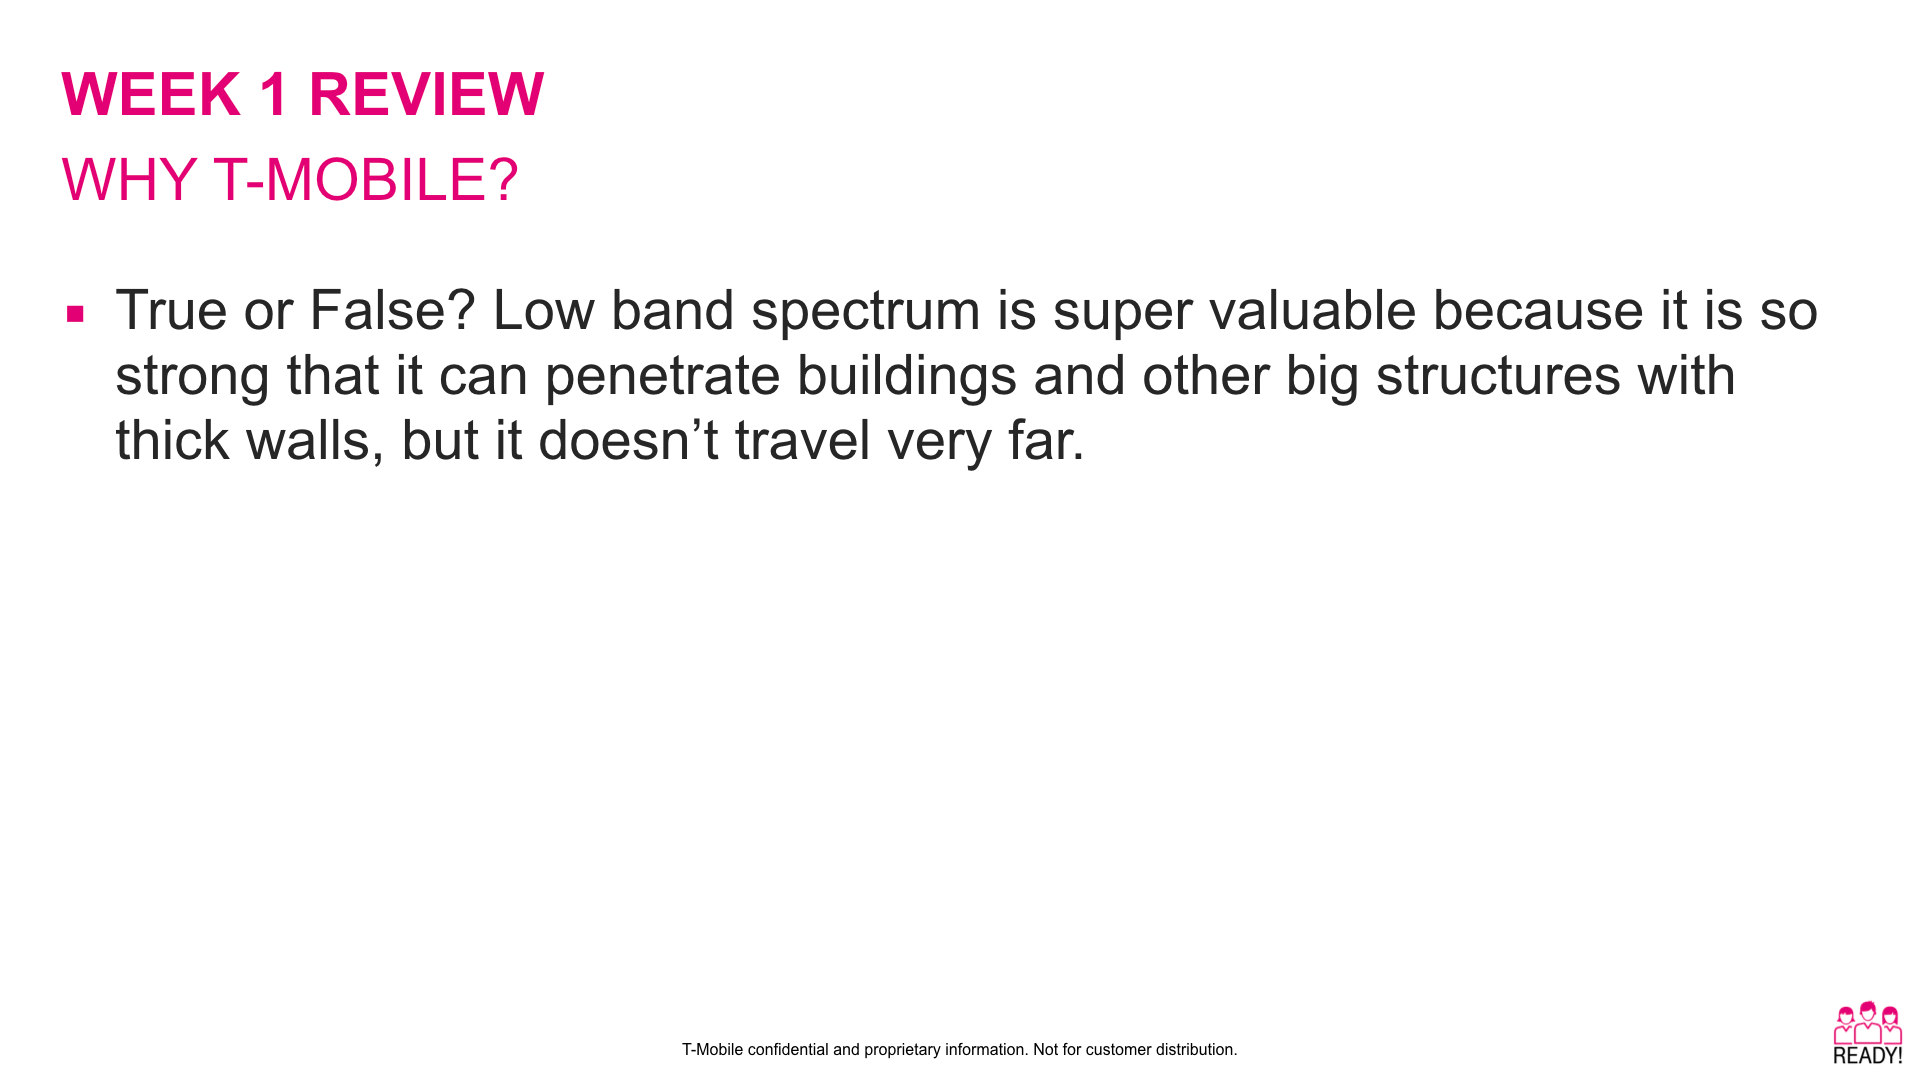 WEEK 1 REVIEW
WHY T-MOBILE?
▪ True or False? Low band spectrum is super valuable because it is so
strong that it can penetrate buildings and other big structures with
thick walls, but it doesn’t travel very far.
T-Mobile confidential and proprietary information. Not for customer distribution.
READY!